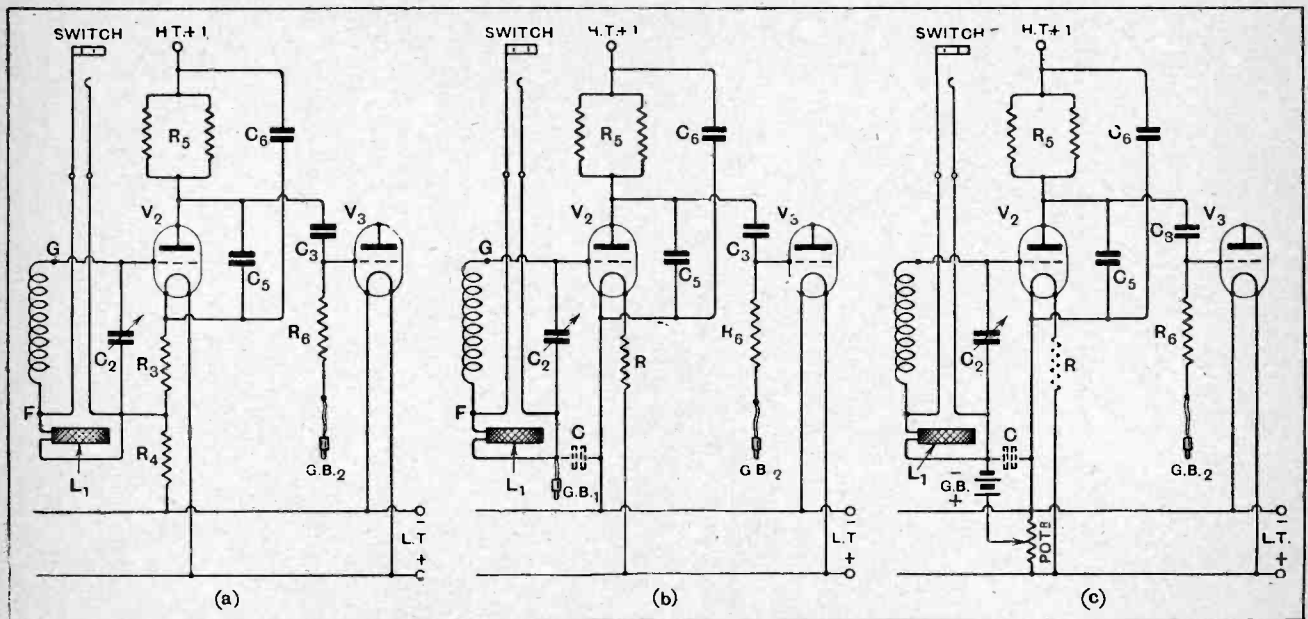 SWITCH
H.T.+1
R5
C6
V2
V3
G
C3
C5
C2
R6
R3
F
R4
L1
G.B.2
-
L.T
+
(a)
SWITCH
H.T.+1
R5
C6
V2
V3
G
C3
C5
C2
R6
R
F
C
L1
G.B.1
G.B.2
-
L.T
+
(b)
SWITCH
H.T.+1
R5
C6
V2
V3
C3
C5
C2
R6
R
C
L1
-
G.B.
+
G.B.2
POTR
-
L.T.
+
(c)